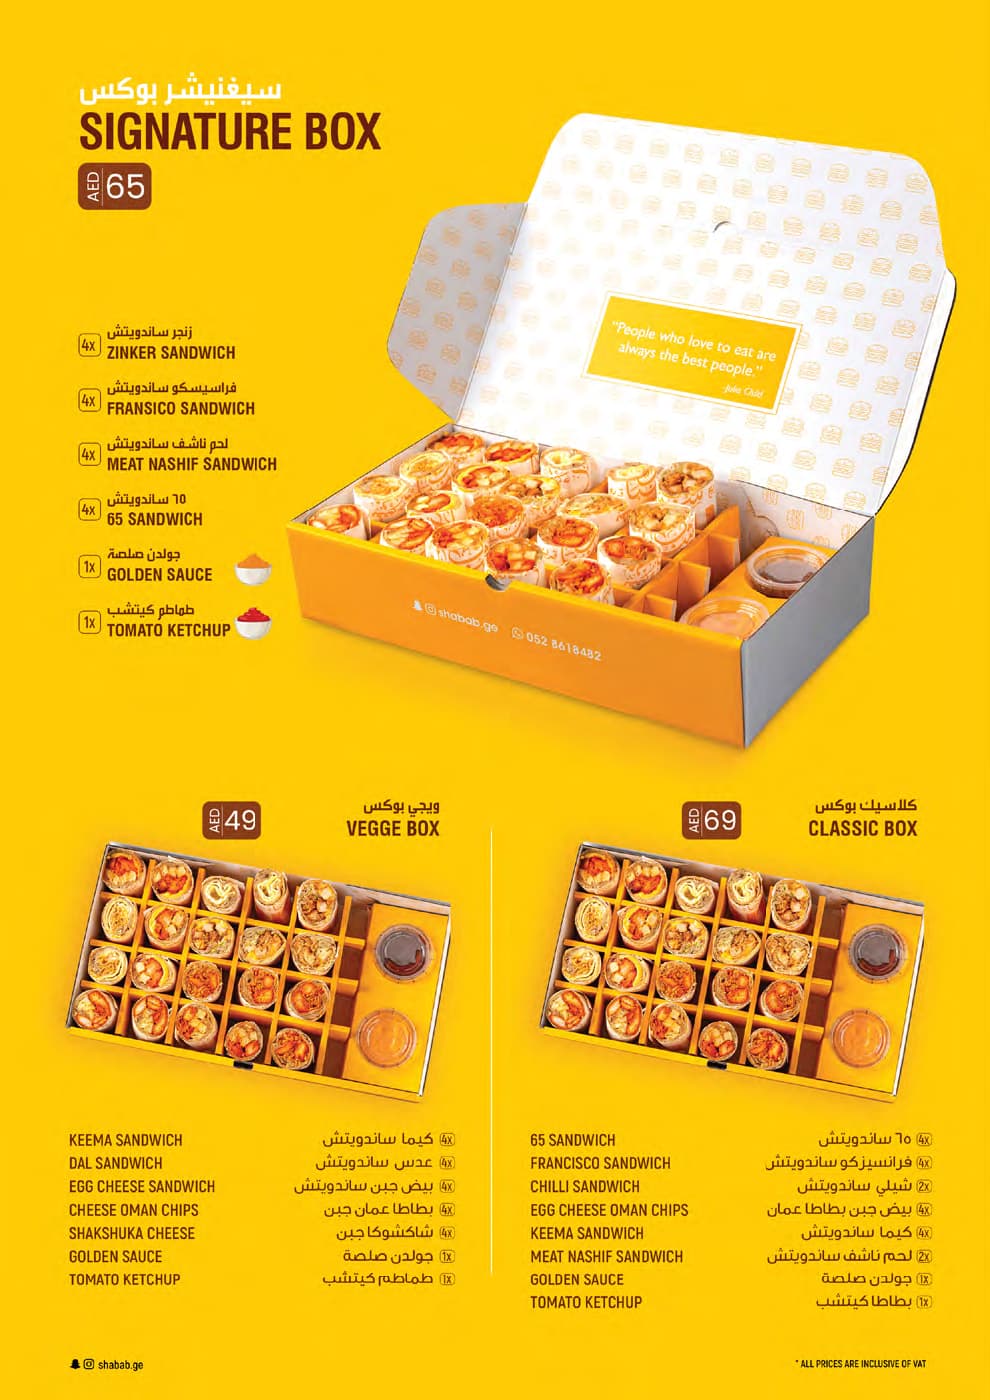 سيغنيشر بوكس
SIGNATURE BOX
AED 65
زنجر ساندويتش
4x ZINKER SANDWICH
فراسيسكو ساندويتش
4x FRANSICO SANDWICH
لحم ناشف ساندويتش
4x MEAT NASHIF SANDWICH
٦٥ ساندويتش
4x 65 SANDWICH
جولدن صلصة
1x GOLDEN SAUCE
طماطم كيتشب
1x TOMATO KETCHUP
"People who love to eat are
always the best people."
-Julia Child
shabab.ge 052 8618482
AED 49
ويجي بوكس
VEGGE BOX
KEEMA SANDWICH 4x كيما ساندويتش
DAL SANDWICH 4x عدس ساندويتش
EGG CHEESE SANDWICH 4x بيض جبن ساندويتش
CHEESE OMAN CHIPS 4x بطاطا عمان جبن
SHAKSHUKA CHEESE 4x شاكشوكا جبن
GOLDEN SAUCE 1x جولدن صلصة
TOMATO KETCHUP 1x طماطم كيتشب
AED 69
كلاسيك بوكس
CLASSIC BOX
65 SANDWICH 4x ٦٥ ساندويتش
FRANCISCO SANDWICH 4x فرانسيزكو ساندويتش
CHILLI SANDWICH 2x شيلي ساندويتش
EGG CHEESE OMAN CHIPS 4x بيض جبن بطاطا عمان
KEEMA SANDWICH 4x كيما ساندويتش
MEAT NASHIF SANDWICH 2x لحم ناشف ساندويتش
GOLDEN SAUCE 1x جولدن صلصة
TOMATO KETCHUP 1x بطاطا كيتشب
shabab.ge
* ALL PRICES ARE INCLUSIVE OF VAT